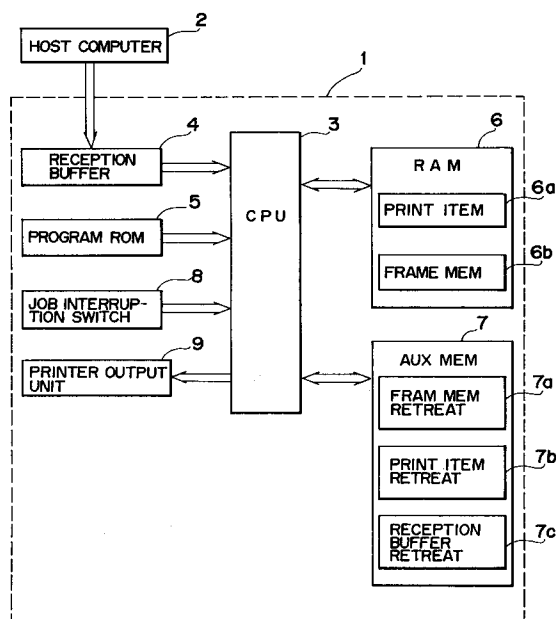 2
HOST COMPUTER
1
4
RECEPTION
BUFFER
3
CPU
5
PROGRAM ROM
8
JOB INTERRUP-
TION SWITCH
9
PRINTER OUTPUT
UNIT
6
RAM
6a
PRINT ITEM
6b
FRAME MEM
7
AUX MEM
7a
FRAM MEM
RETREAT
7b
PRINT ITEM
RETREAT
7c
RECEPTION
BUFFER
RETREAT